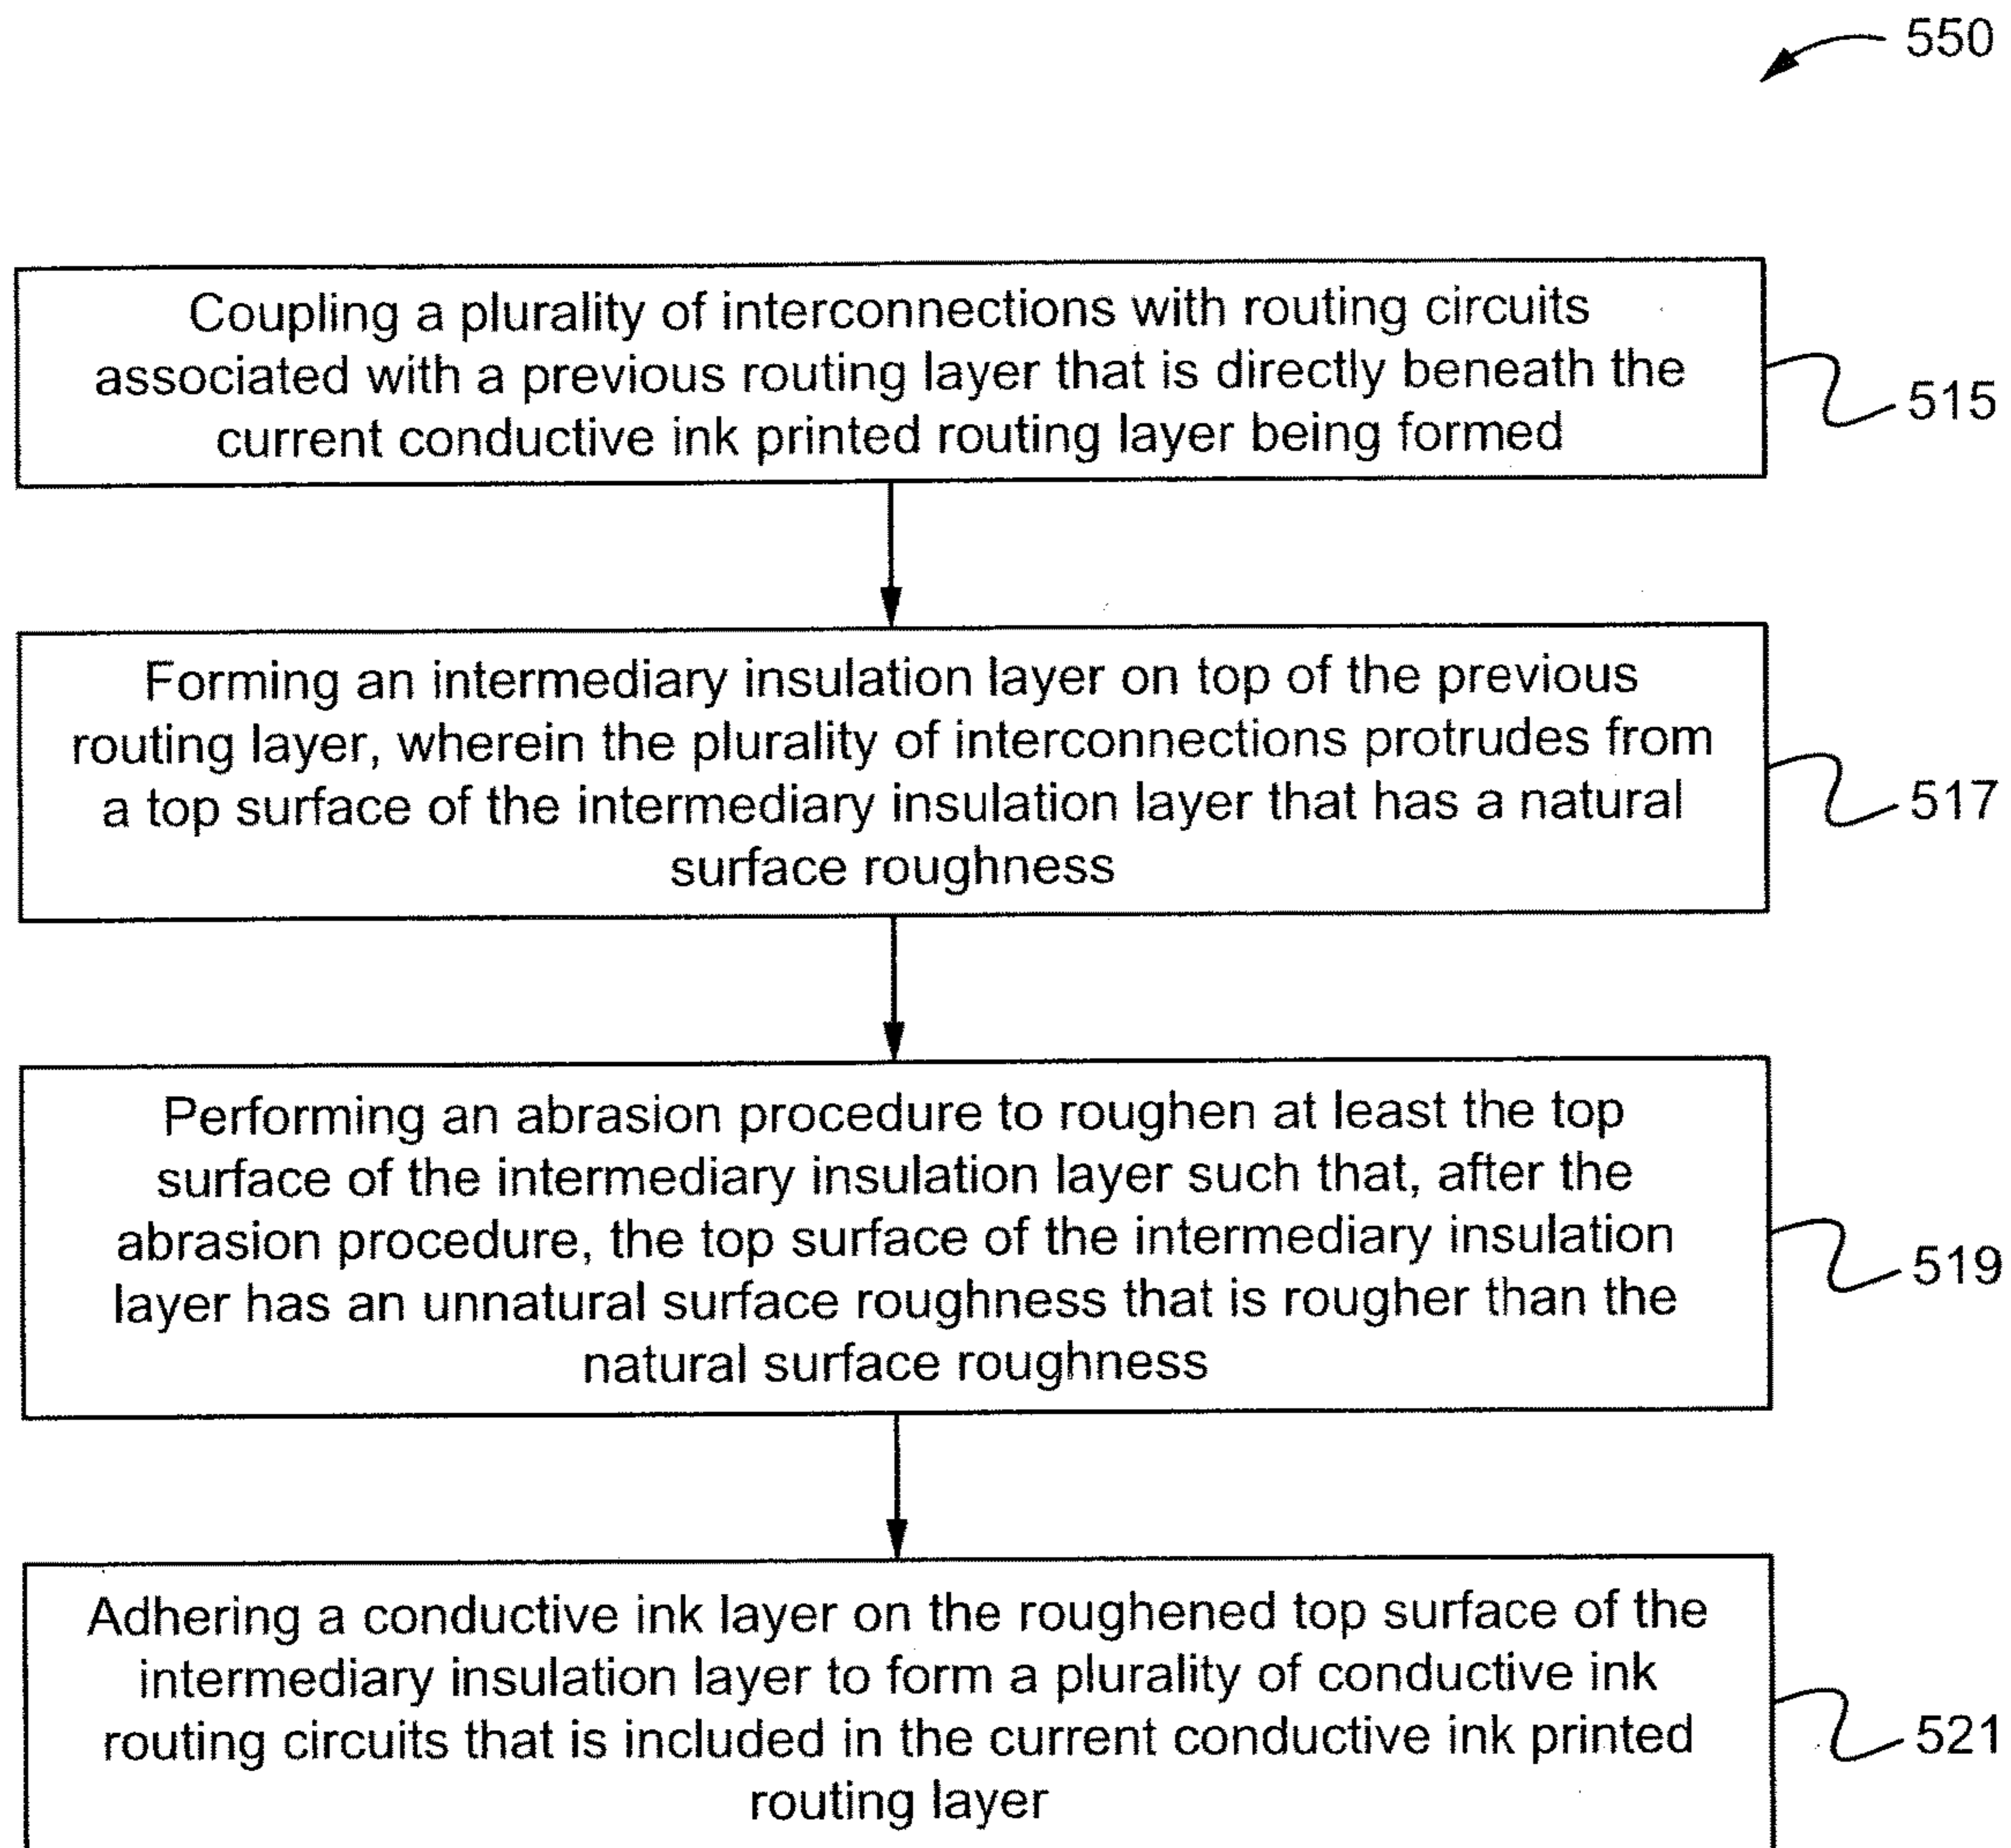 550
Coupling a plurality of interconnections with routing circuits
associated with a previous routing layer that is directly beneath the
current conductive ink printed routing layer being formed
515
Forming an intermediary insulation layer on top of the previous
routing layer, wherein the plurality of interconnections protrudes from
a top surface of the intermediary insulation layer that has a natural
surface roughness
517
Performing an abrasion procedure to roughen at least the top
surface of the intermediary insulation layer such that, after the
abrasion procedure, the top surface of the intermediary insulation
layer has an unnatural surface roughness that is rougher than the
natural surface roughness
519
Adhering a conductive ink layer on the roughened top surface of the
intermediary insulation layer to form a plurality of conductive ink
routing circuits that is included in the current conductive ink printed
routing layer
521